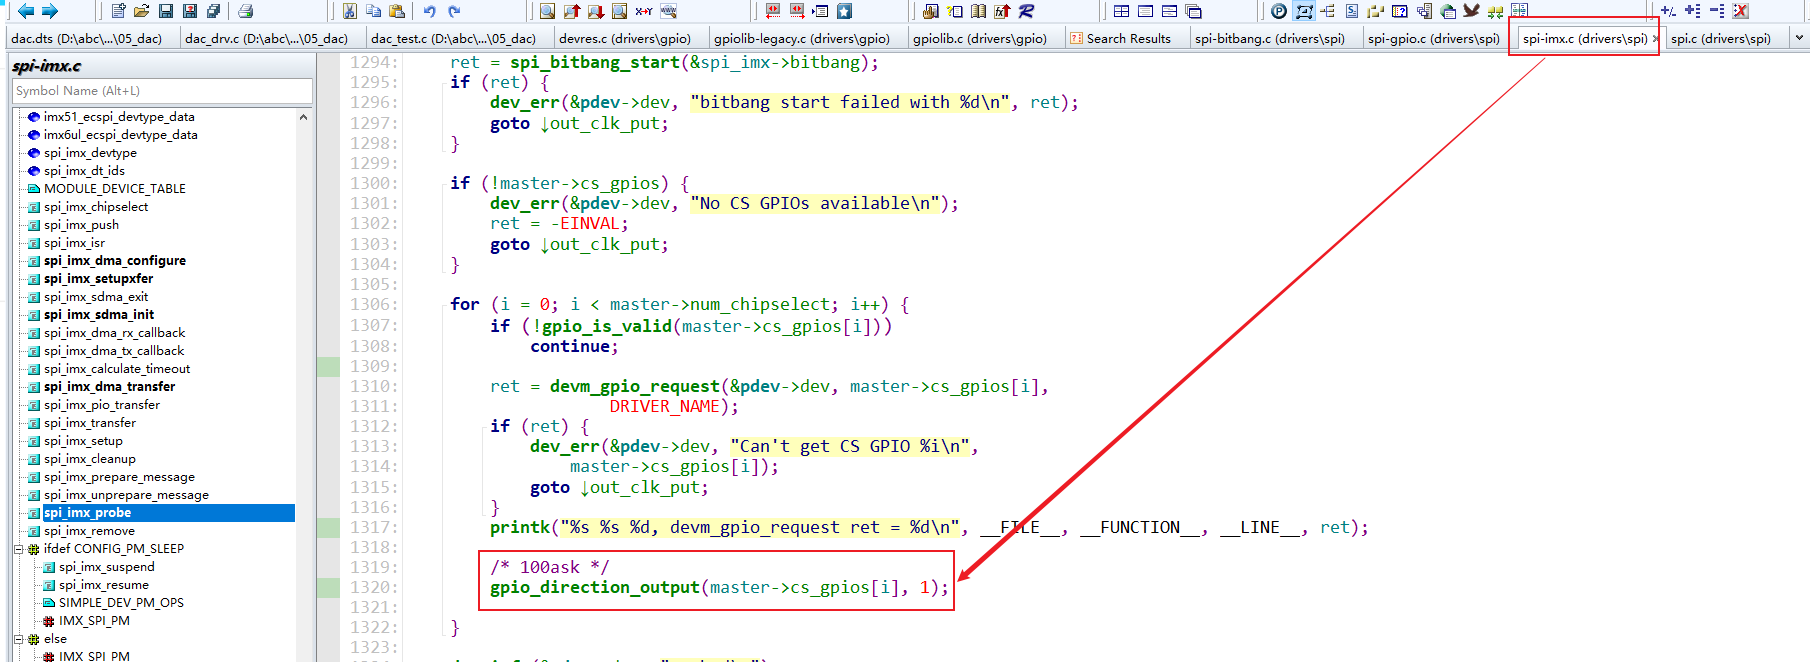 dac.dts (D:\abc\...\05_dac)
dac_drv.c (D:\abc\...\05_dac)
dac_test.c (D:\abc\...\05_dac)
devres.c (drivers\gpio)
gpiolib-legacy.c (drivers\gpio)
gpiolib.c (drivers\gpio)
Search Results
spi-bitbang.c (drivers\spi)
spi-gpio.c (drivers\spi)
spi-imx.c (drivers\spi)
spi.c (drivers\spi)
spi-imx.c
Symbol Name (Alt+L)
imx51_ecspi_devtype_data
imx6ul_ecspi_devtype_data
spi_imx_devtype
spi_imx_dt_ids
MODULE_DEVICE_TABLE
spi_imx_chipselect
spi_imx_push
spi_imx_isr
spi_imx_dma_configure
spi_imx_setupxfer
spi_imx_sdma_exit
spi_imx_sdma_init
spi_imx_dma_rx_callback
spi_imx_dma_tx_callback
spi_imx_calculate_timeout
spi_imx_dma_transfer
spi_imx_pio_transfer
spi_imx_transfer
spi_imx_setup
spi_imx_cleanup
spi_imx_prepare_message
spi_imx_unprepare_message
spi_imx_probe
spi_imx_remove
ifdef CONFIG_PM_SLEEP
spi_imx_suspend
spi_imx_resume
SIMPLE_DEV_PM_OPS
IMX_SPI_PM
else
IMX_SPI_PM
1294: ret = spi_bitbang_start(&spi_imx->bitbang);
1295: if (ret) {
1296: dev_err(&pdev->dev, "bitbang start failed with %d\n", ret);
1297: goto ↓out_clk_put;
1298: }
1299:
1300: if (!master->cs_gpios) {
1301: dev_err(&pdev->dev, "No CS GPIOs available\n");
1302: ret = -EINVAL;
1303: goto ↓out_clk_put;
1304: }
1305:
1306: for (i = 0; i < master->num_chipselect; i++) {
1307: if (!gpio_is_valid(master->cs_gpios[i]))
1308: continue;
1309:
1310: ret = devm_gpio_request(&pdev->dev, master->cs_gpios[i],
1311: DRIVER_NAME);
1312: if (ret) {
1313: dev_err(&pdev->dev, "Can't get CS GPIO %i\n",
1314: master->cs_gpios[i]);
1315: goto ↓out_clk_put;
1316: }
1317: printk("%s %s %d, devm_gpio_request ret = %d\n", __FILE__, __FUNCTION__, __LINE__, ret);
1318:
1319: /* 100ask */
1320: gpio_direction_output(master->cs_gpios[i], 1);
1321:
1322: }
1323: